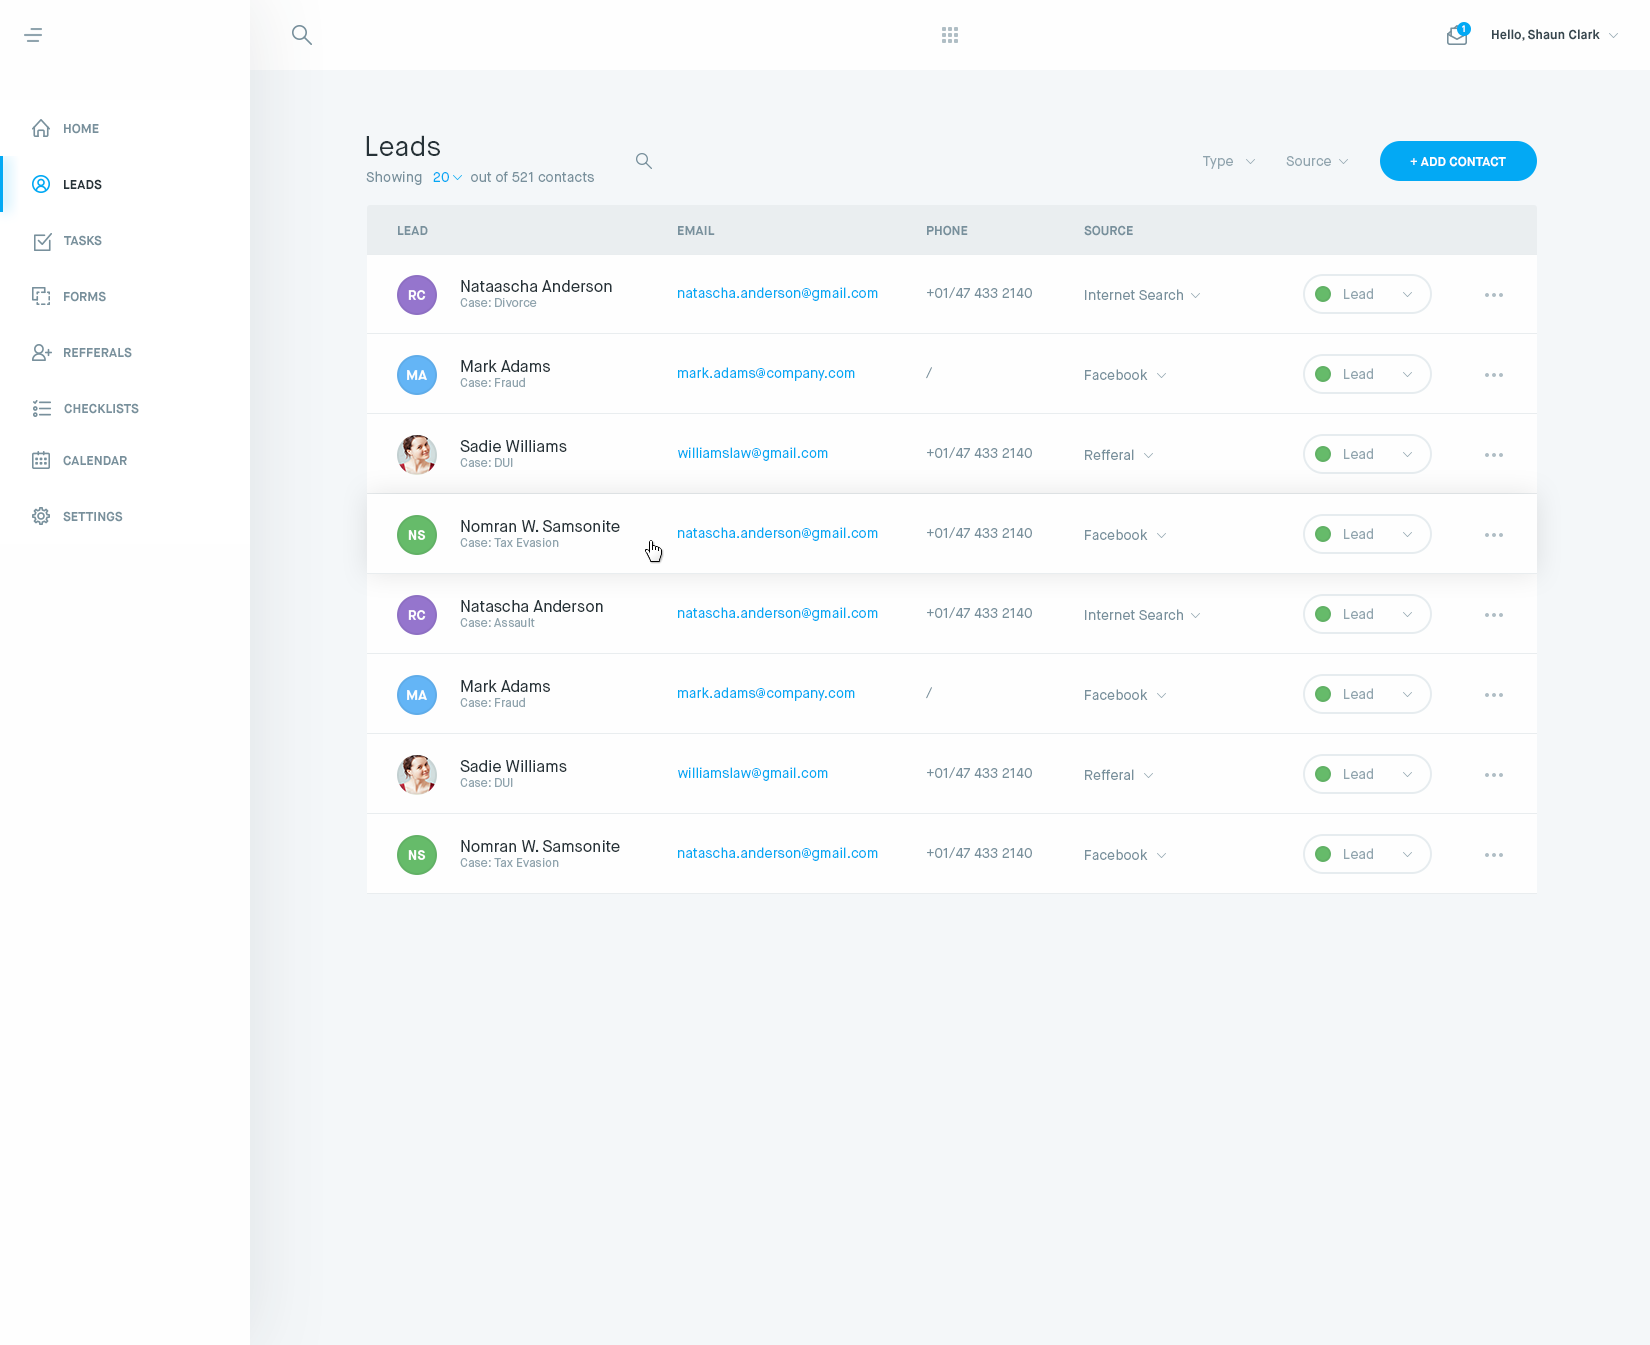 1
Hello, Shaun Clark
HOME
LEADS
TASKS
FORMS
REFFERALS
CHECKLISTS
CALENDAR
SETTINGS
Leads
Showing 20 out of 521 contacts
Type
Source
+ ADD CONTACT
LEAD EMAIL PHONE SOURCE
RC
Nataascha Anderson
Case: Divorce
natascha.anderson@gmail.com
+01/47 433 2140
Internet Search
Lead
MA
Mark Adams
Case: Fraud
mark.adams@company.com
/
Facebook
Lead
Sadie Williams
Case: DUI
williamslaw@gmail.com
+01/47 433 2140
Refferal
Lead
NS
Nomran W. Samsonite
Case: Tax Evasion
natascha.anderson@gmail.com
+01/47 433 2140
Facebook
Lead
RC
Natascha Anderson
Case: Assault
natascha.anderson@gmail.com
+01/47 433 2140
Internet Search
Lead
MA
Mark Adams
Case: Fraud
mark.adams@company.com
/
Facebook
Lead
Sadie Williams
Case: DUI
williamslaw@gmail.com
+01/47 433 2140
Refferal
Lead
NS
Nomran W. Samsonite
Case: Tax Evasion
natascha.anderson@gmail.com
+01/47 433 2140
Facebook
Lead